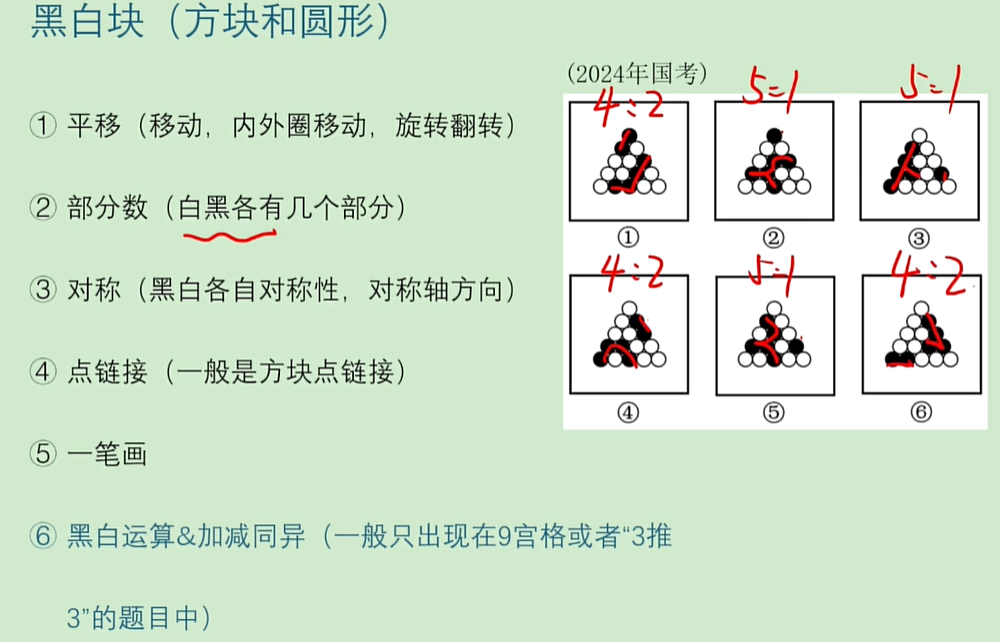 黑白块（方块和圆形）
① 平移（移动，内外圈移动，旋转翻转）
② 部分数（白黑各有几个部分）
③ 对称（黑白各自对称性，对称轴方向）
④ 点链接（一般是方块点链接）
⑤ 一笔画
⑥ 黑白运算&加减同异（一般只出现在9宫格或者“3推
3”的题目中）
(2024年国考)
4:2 5:1 5:1
① ② ③
4:2 5:1 4:2
④ ⑤ ⑥